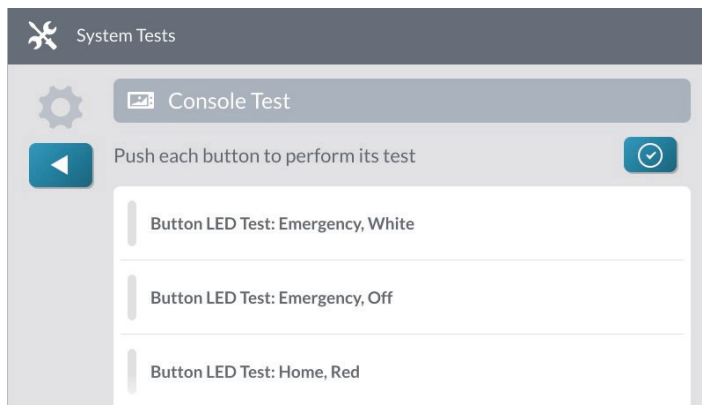 System Tests
Console Test
Push each button to perform its test
Button LED Test: Emergency, White
Button LED Test: Emergency, Off
Button LED Test: Home, Red